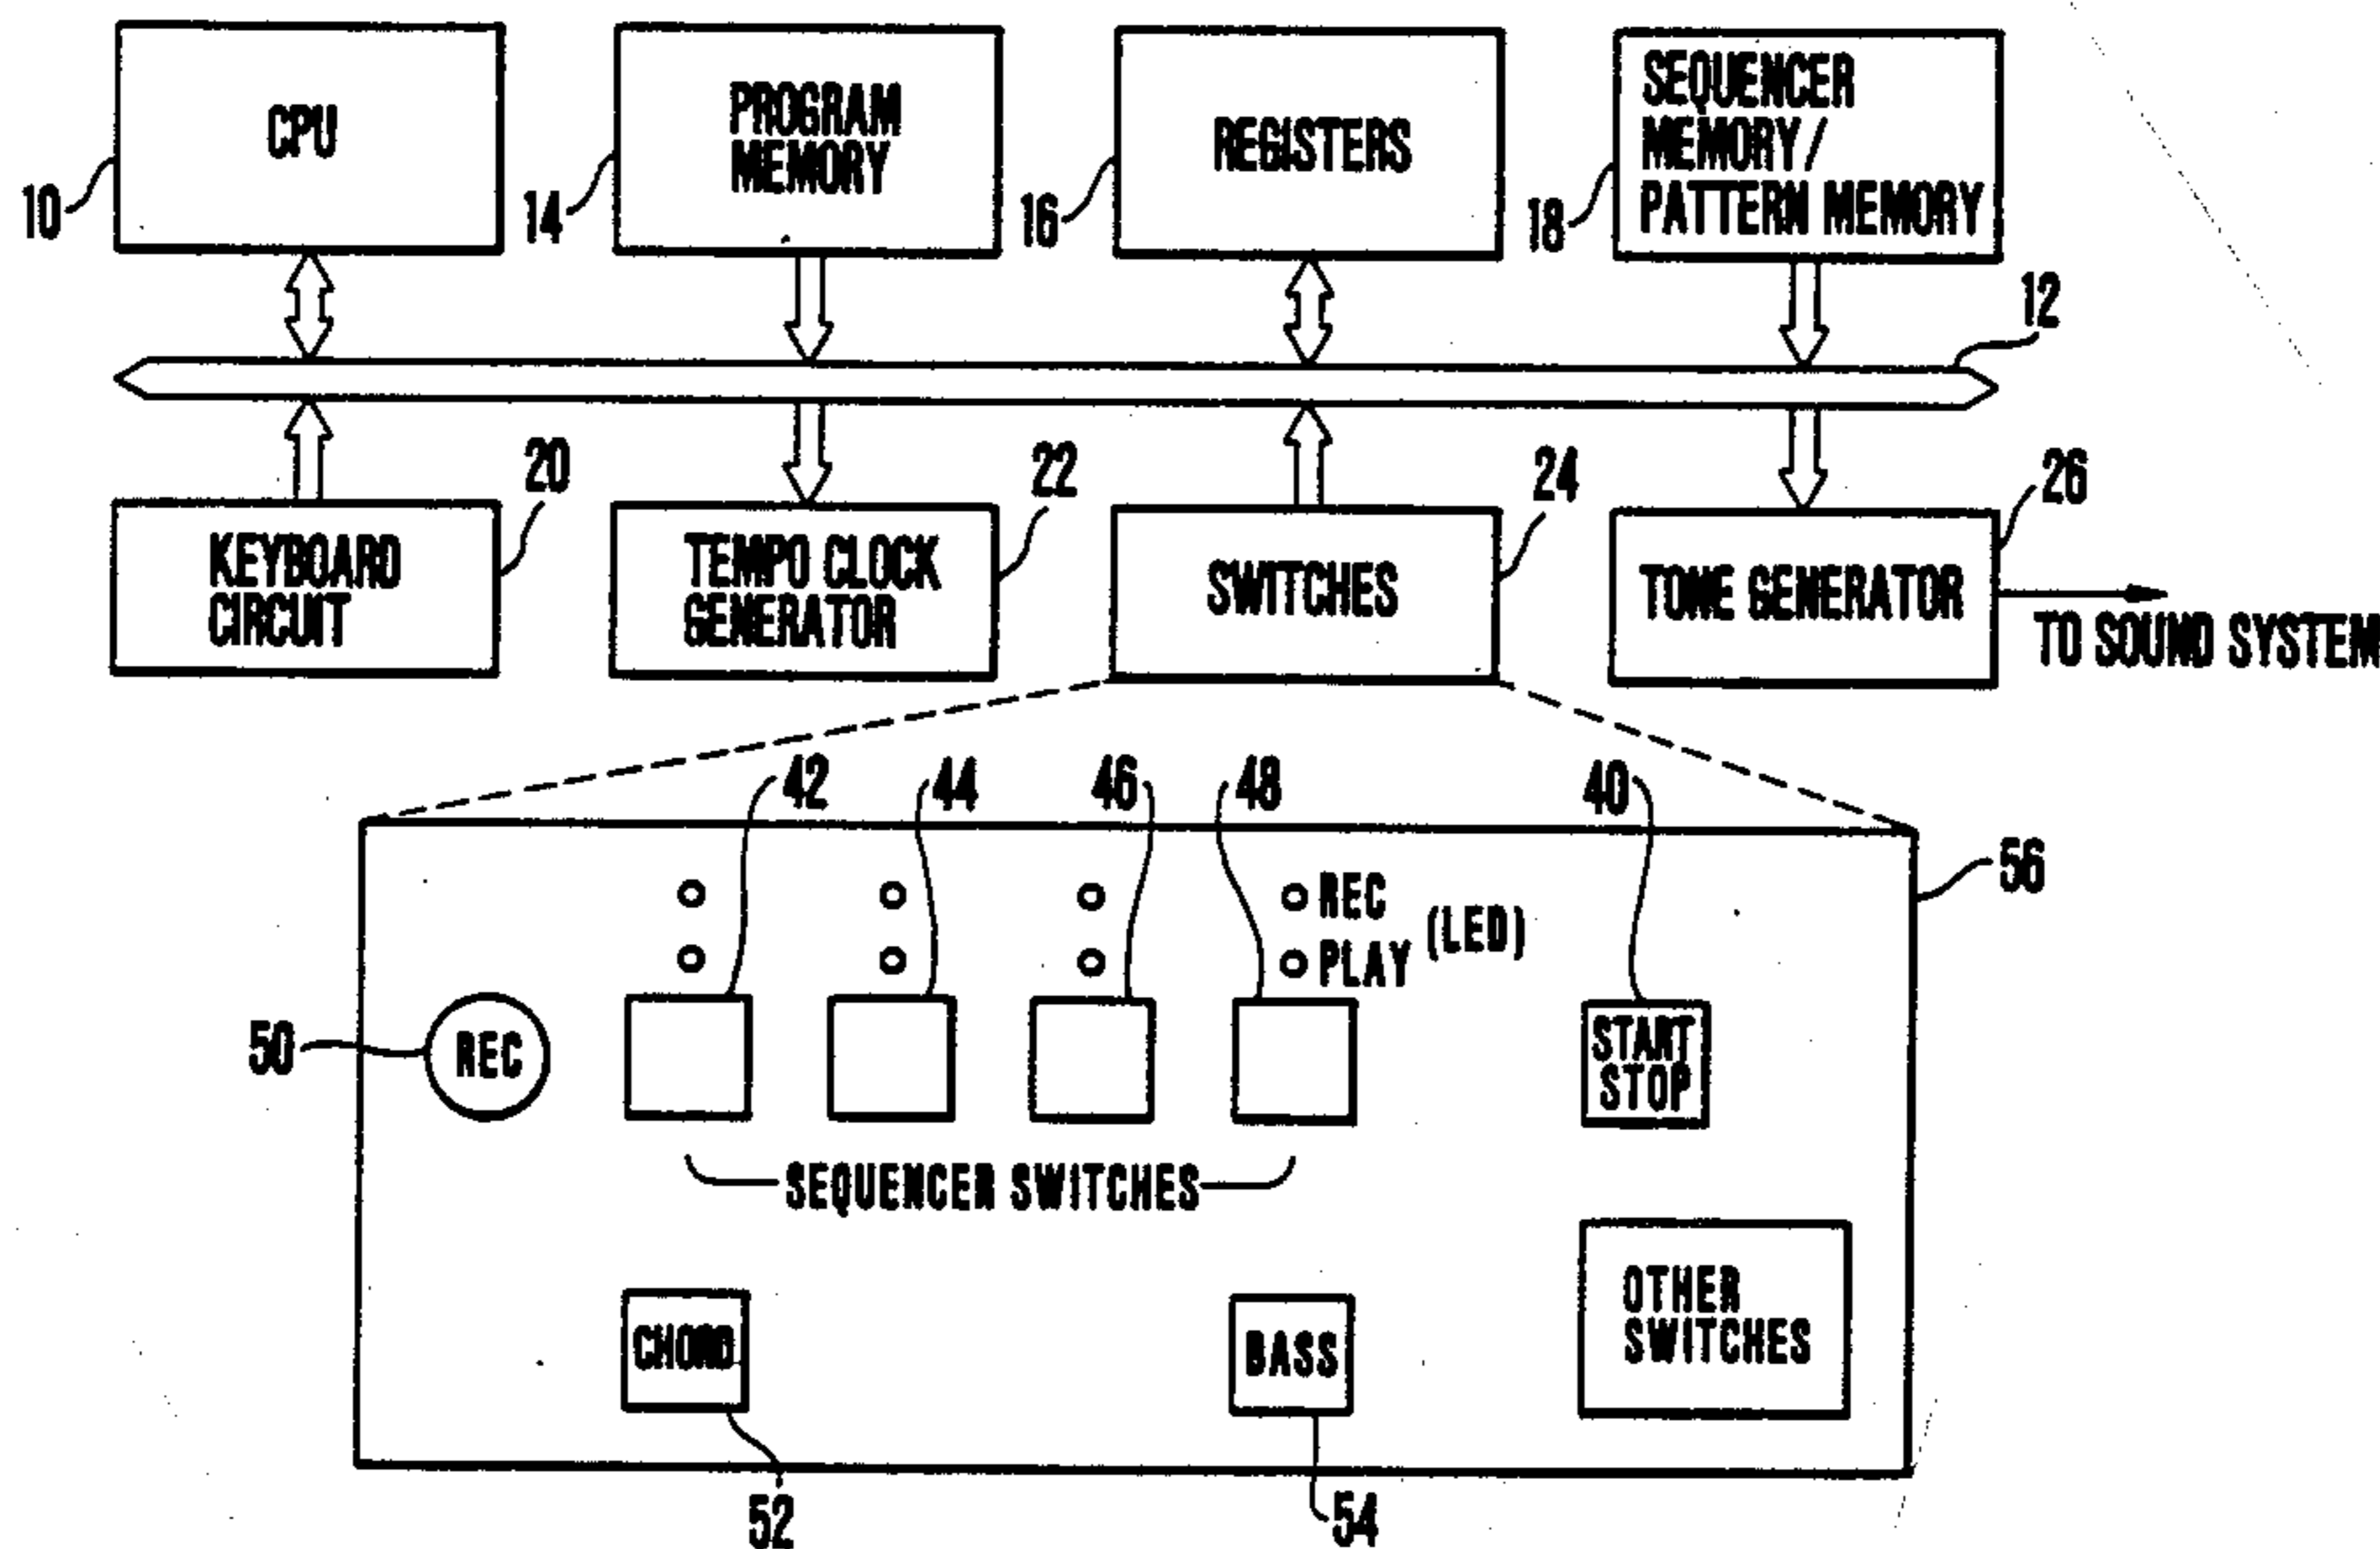 CPU
PROGRAM
MEMORY
REGISTERS
SEQUENCER
MEMORY/
PATTERN MEMORY
10
14
16
18
12
20
22
24
26
KEYBOARD
CIRCUIT
TEMPO CLOCK
GENERATOR
SWITCHES
TONE GENERATOR
TO SOUND SYSTEM
42
44
46
48
40
56
REC
PLAY
(LED)
50
REC
START
STOP
SEQUENCER SWITCHES
CHORD
BASS
OTHER
SWITCHES
52
54